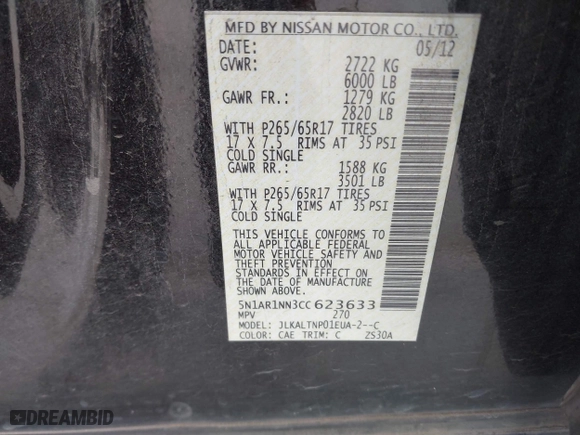 MFD BY NISSAN MOTOR CO., LTD.
DATE: 05/12
GVWR: 2722 KG
6000 LB
GAWR FR.: 1279 KG
2820 LB
WITH P265/65R17 TIRES
17 X 7.5 RIMS AT 35 PSI
COLD SINGLE
GAWR RR.: 1588 KG
3501 LB
WITH P265/65R17 TIRES
17 X 7.5 RIMS AT 35 PSI
COLD SINGLE
THIS VEHICLE CONFORMS TO
ALL APPLICABLE FEDERAL
MOTOR VEHICLE SAFETY AND
THEFT PREVENTION
STANDARDS IN EFFECT ON
THE DATE OF MANUFACTURE
SHOWN ABOVE.
5N1AR1NN3CC 623633
MPV 270
MODEL: JLKALTNP01EUA-2--C
COLOR: CAE TRIM: C ZS30A
DREAMBID